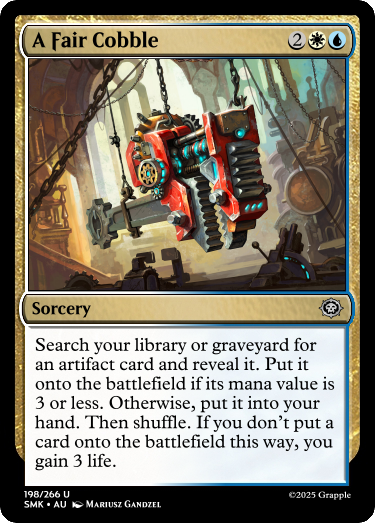 A Fair Cobble 2
Sorcery
Search your library or graveyard for
an artifact card and reveal it. Put it
onto the battlefield if its mana value is
3 or less. Otherwise, put it into your
hand. Then shuffle. If you don't put a
card onto the battlefield this way, you
gain 3 life.
198/266 U
©2025 Grapple
SMK • AU Mariusz Gandzel